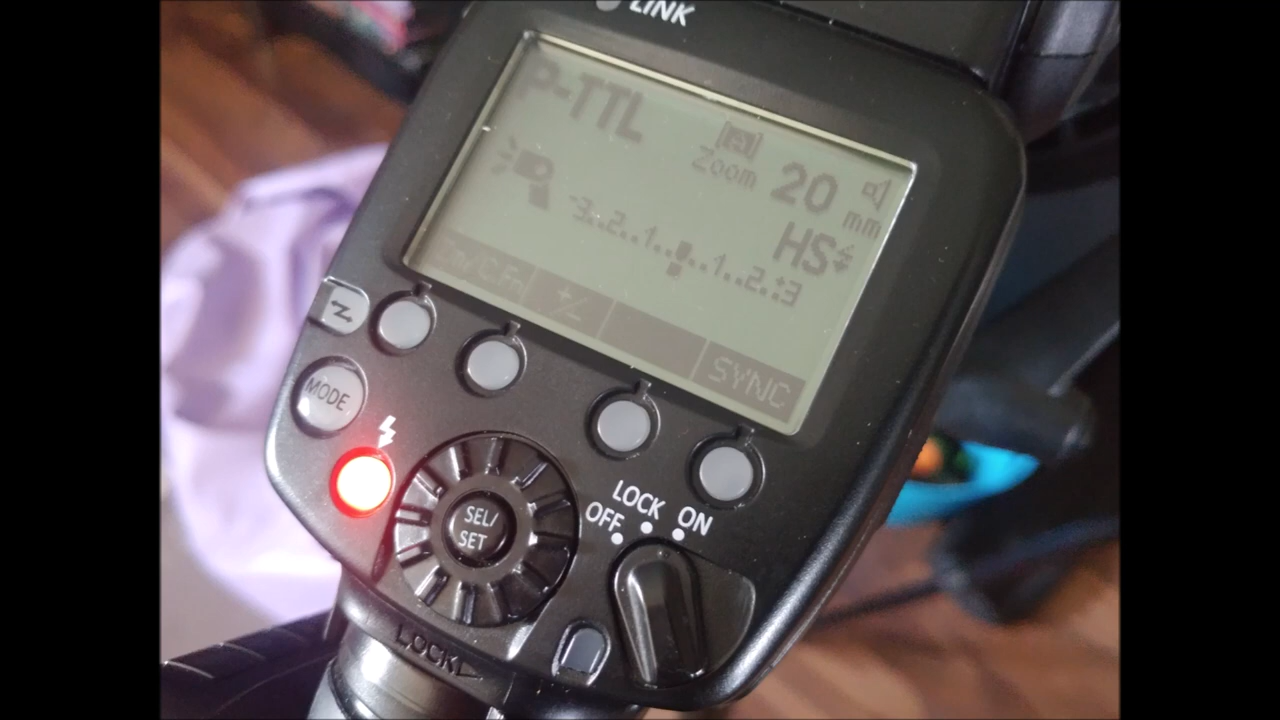 LINK
P-TTL
Zoom 20 mm
HS
-3..2..1..0..1..2..+3
+/- SYNC
MODE
LOCK
OFF ON
SEL/
SET
LOCK